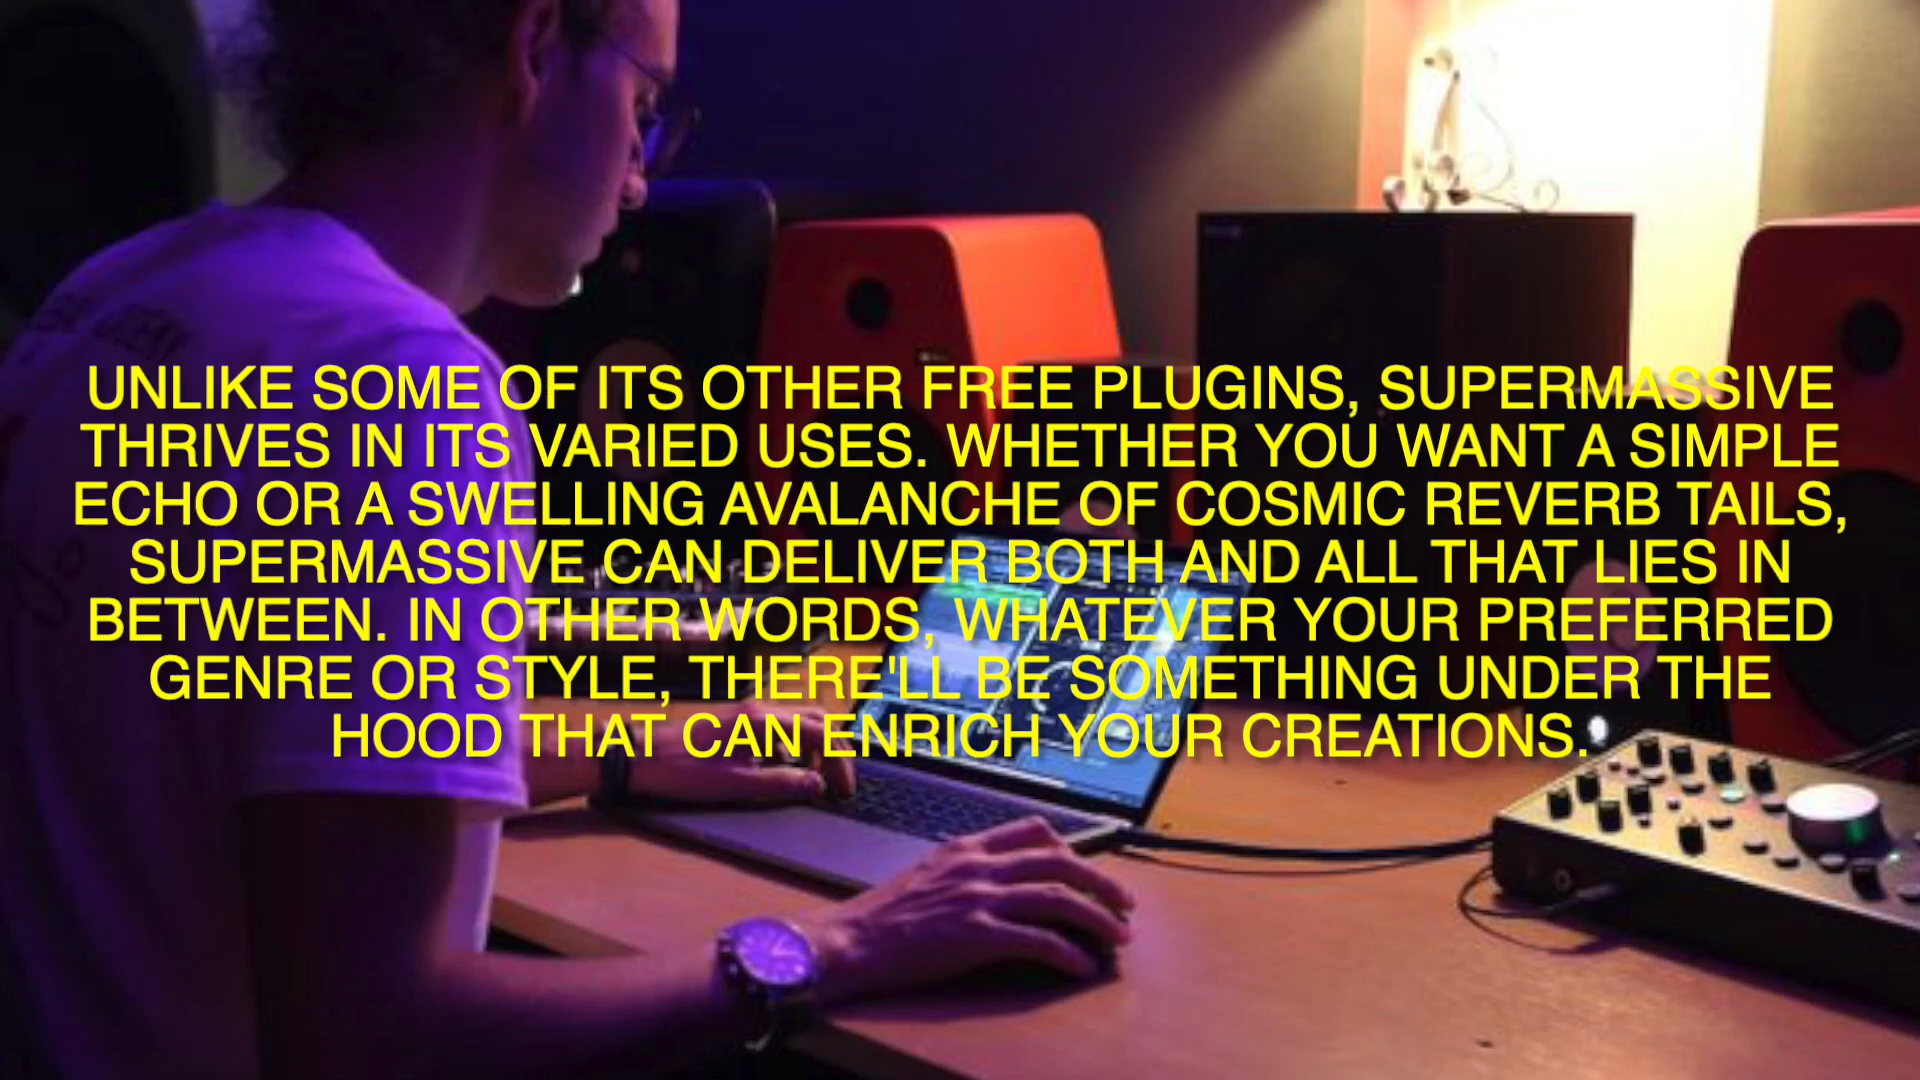 UNLIKE SOME OF ITS OTHER FREE PLUGINS, SUPERMASSIVE
THRIVES IN ITS VARIED USES. WHETHER YOU WANT A SIMPLE
ECHO OR A SWELLING AVALANCHE OF COSMIC REVERB TAILS,
SUPERMASSIVE CAN DELIVER BOTH AND ALL THAT LIES IN
BETWEEN. IN OTHER WORDS, WHATEVER YOUR PREFERRED
GENRE OR STYLE, THERE'LL BE SOMETHING UNDER THE
HOOD THAT CAN ENRICH YOUR CREATIONS.